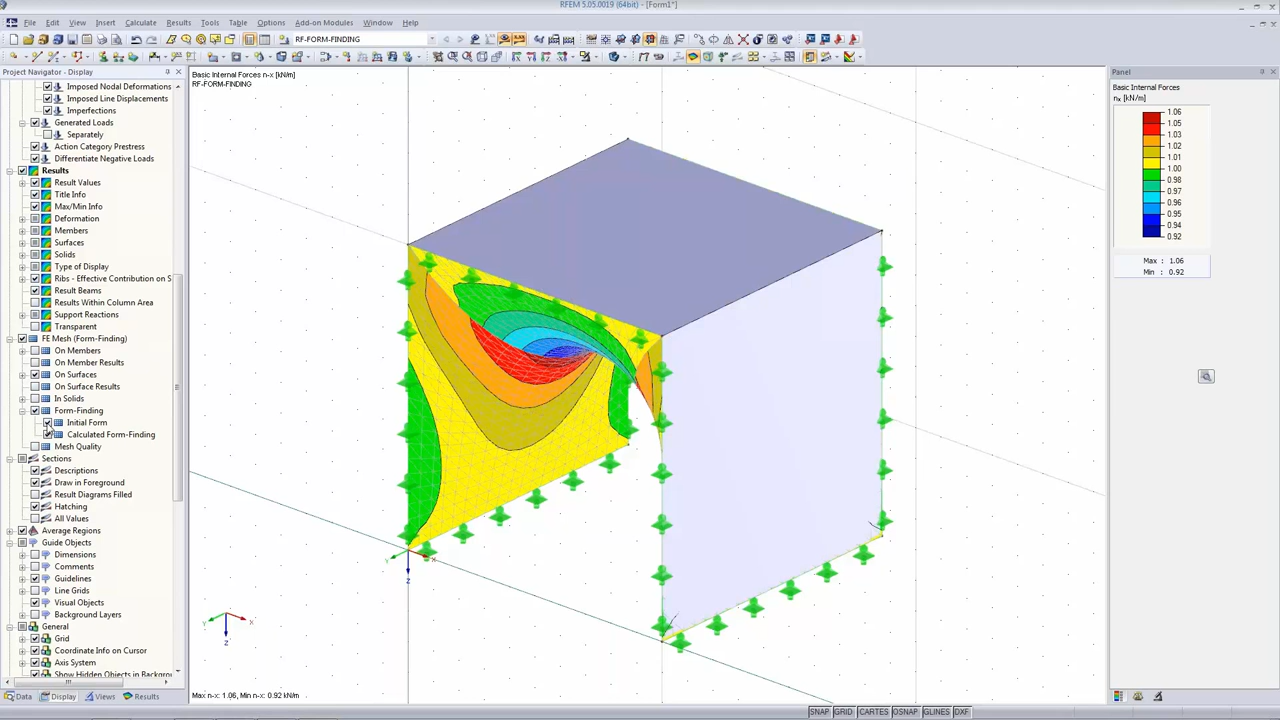 RFEM 5.05.0019 (64bit) - [Form1*]
File Edit View Insert Calculate Results Tools Table Options Add-on Modules Window Help
RF-FORM-FINDING
Project Navigator - Display
Imposed Nodal Deformations
Imposed Line Displacements
Imperfections
Generated Loads
Separately
Action Category Prestress
Differentiate Negative Loads
Results
Result Values
Title Info
Max/Min Info
Deformation
Members
Surfaces
Solids
Type of Display
Ribs - Effective Contribution on S
Result Beams
Results Within Column Area
Support Reactions
Transparent
FE Mesh (Form-Finding)
On Members
On Member Results
On Surfaces
On Surface Results
In Solids
Form-Finding
Initial Form
Calculated Form-Finding
Mesh Quality
Sections
Descriptions
Draw in Foreground
Result Diagrams Filled
Hatching
All Values
Average Regions
Guide Objects
Dimensions
Comments
Guidelines
Line Grids
Visual Objects
Background Layers
General
Grid
Coordinate Info on Cursor
Axis System
Show Hidden Objects in Backgro
Data Display Views Results
Basic Internal Forces n-x [kN/m]
RF-FORM-FINDING
Y X
Z
Y X
Z
Max n-x: 1.06, Min n-x: 0.92 kN/m
Panel
Basic Internal Forces
nx [kN/m]
1.06
1.05
1.03
1.02
1.01
1.00
0.98
0.97
0.96
0.95
0.94
0.92
Max : 1.06
Min : 0.92
SNAP GRID CARTES OSNAP GLINES DXF